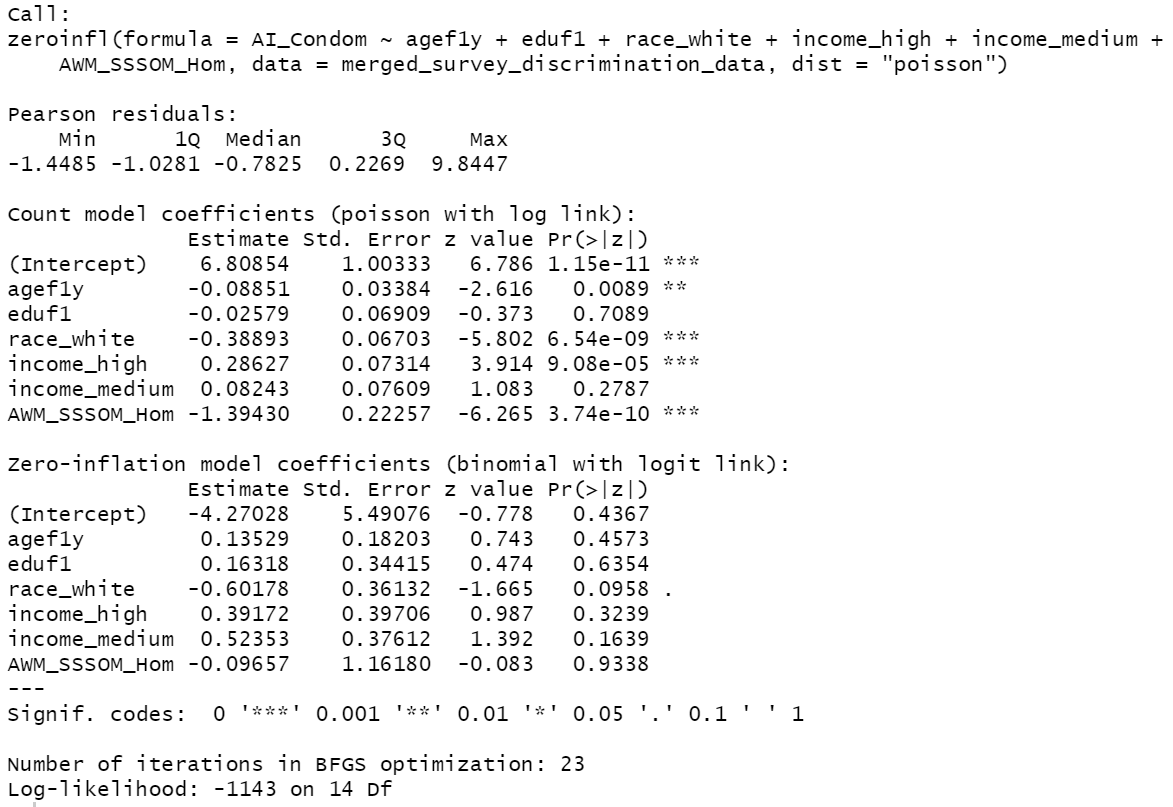 Call:
zeroinfl(formula = AI_Condom ~ agef1y + eduf1 + race_white + income_high + income_medium +
    AWM_SSSOM_Hom, data = merged_survey_discrimination_data, dist = "poisson")

Pearson residuals:
    Min      1Q  Median      3Q     Max
-1.4485 -1.0281 -0.7825  0.2269  9.8447

Count model coefficients (poisson with log link):
              Estimate Std. Error z value Pr(>|z|)
(Intercept)    6.80854    1.00333   6.786 1.15e-11 ***
agef1y        -0.08851    0.03384  -2.616   0.0089 **
eduf1         -0.02579    0.06909  -0.373   0.7089
race_white    -0.38893    0.06703  -5.802 6.54e-09 ***
income_high    0.28627    0.07314   3.914 9.08e-05 ***
income_medium  0.08243    0.07609   1.083   0.2787
AWM_SSSOM_Hom -1.39430    0.22257  -6.265 3.74e-10 ***

Zero-inflation model coefficients (binomial with logit link):
              Estimate Std. Error z value Pr(>|z|)
(Intercept)   -4.27028    5.49076  -0.778   0.4367
agef1y         0.13529    0.18203   0.743   0.4573
eduf1          0.16318    0.34415   0.474   0.6354
race_white    -0.60178    0.36132  -1.665   0.0958 .
income_high    0.39172    0.39706   0.987   0.3239
income_medium  0.52353    0.37612   1.392   0.1639
AWM_SSSOM_Hom -0.09657    1.16180  -0.083   0.9338
---
Signif. codes:  0 '***' 0.001 '**' 0.01 '*' 0.05 '.' 0.1 ' ' 1

Number of iterations in BFGS optimization: 23
Log-likelihood: -1143 on 14 Df